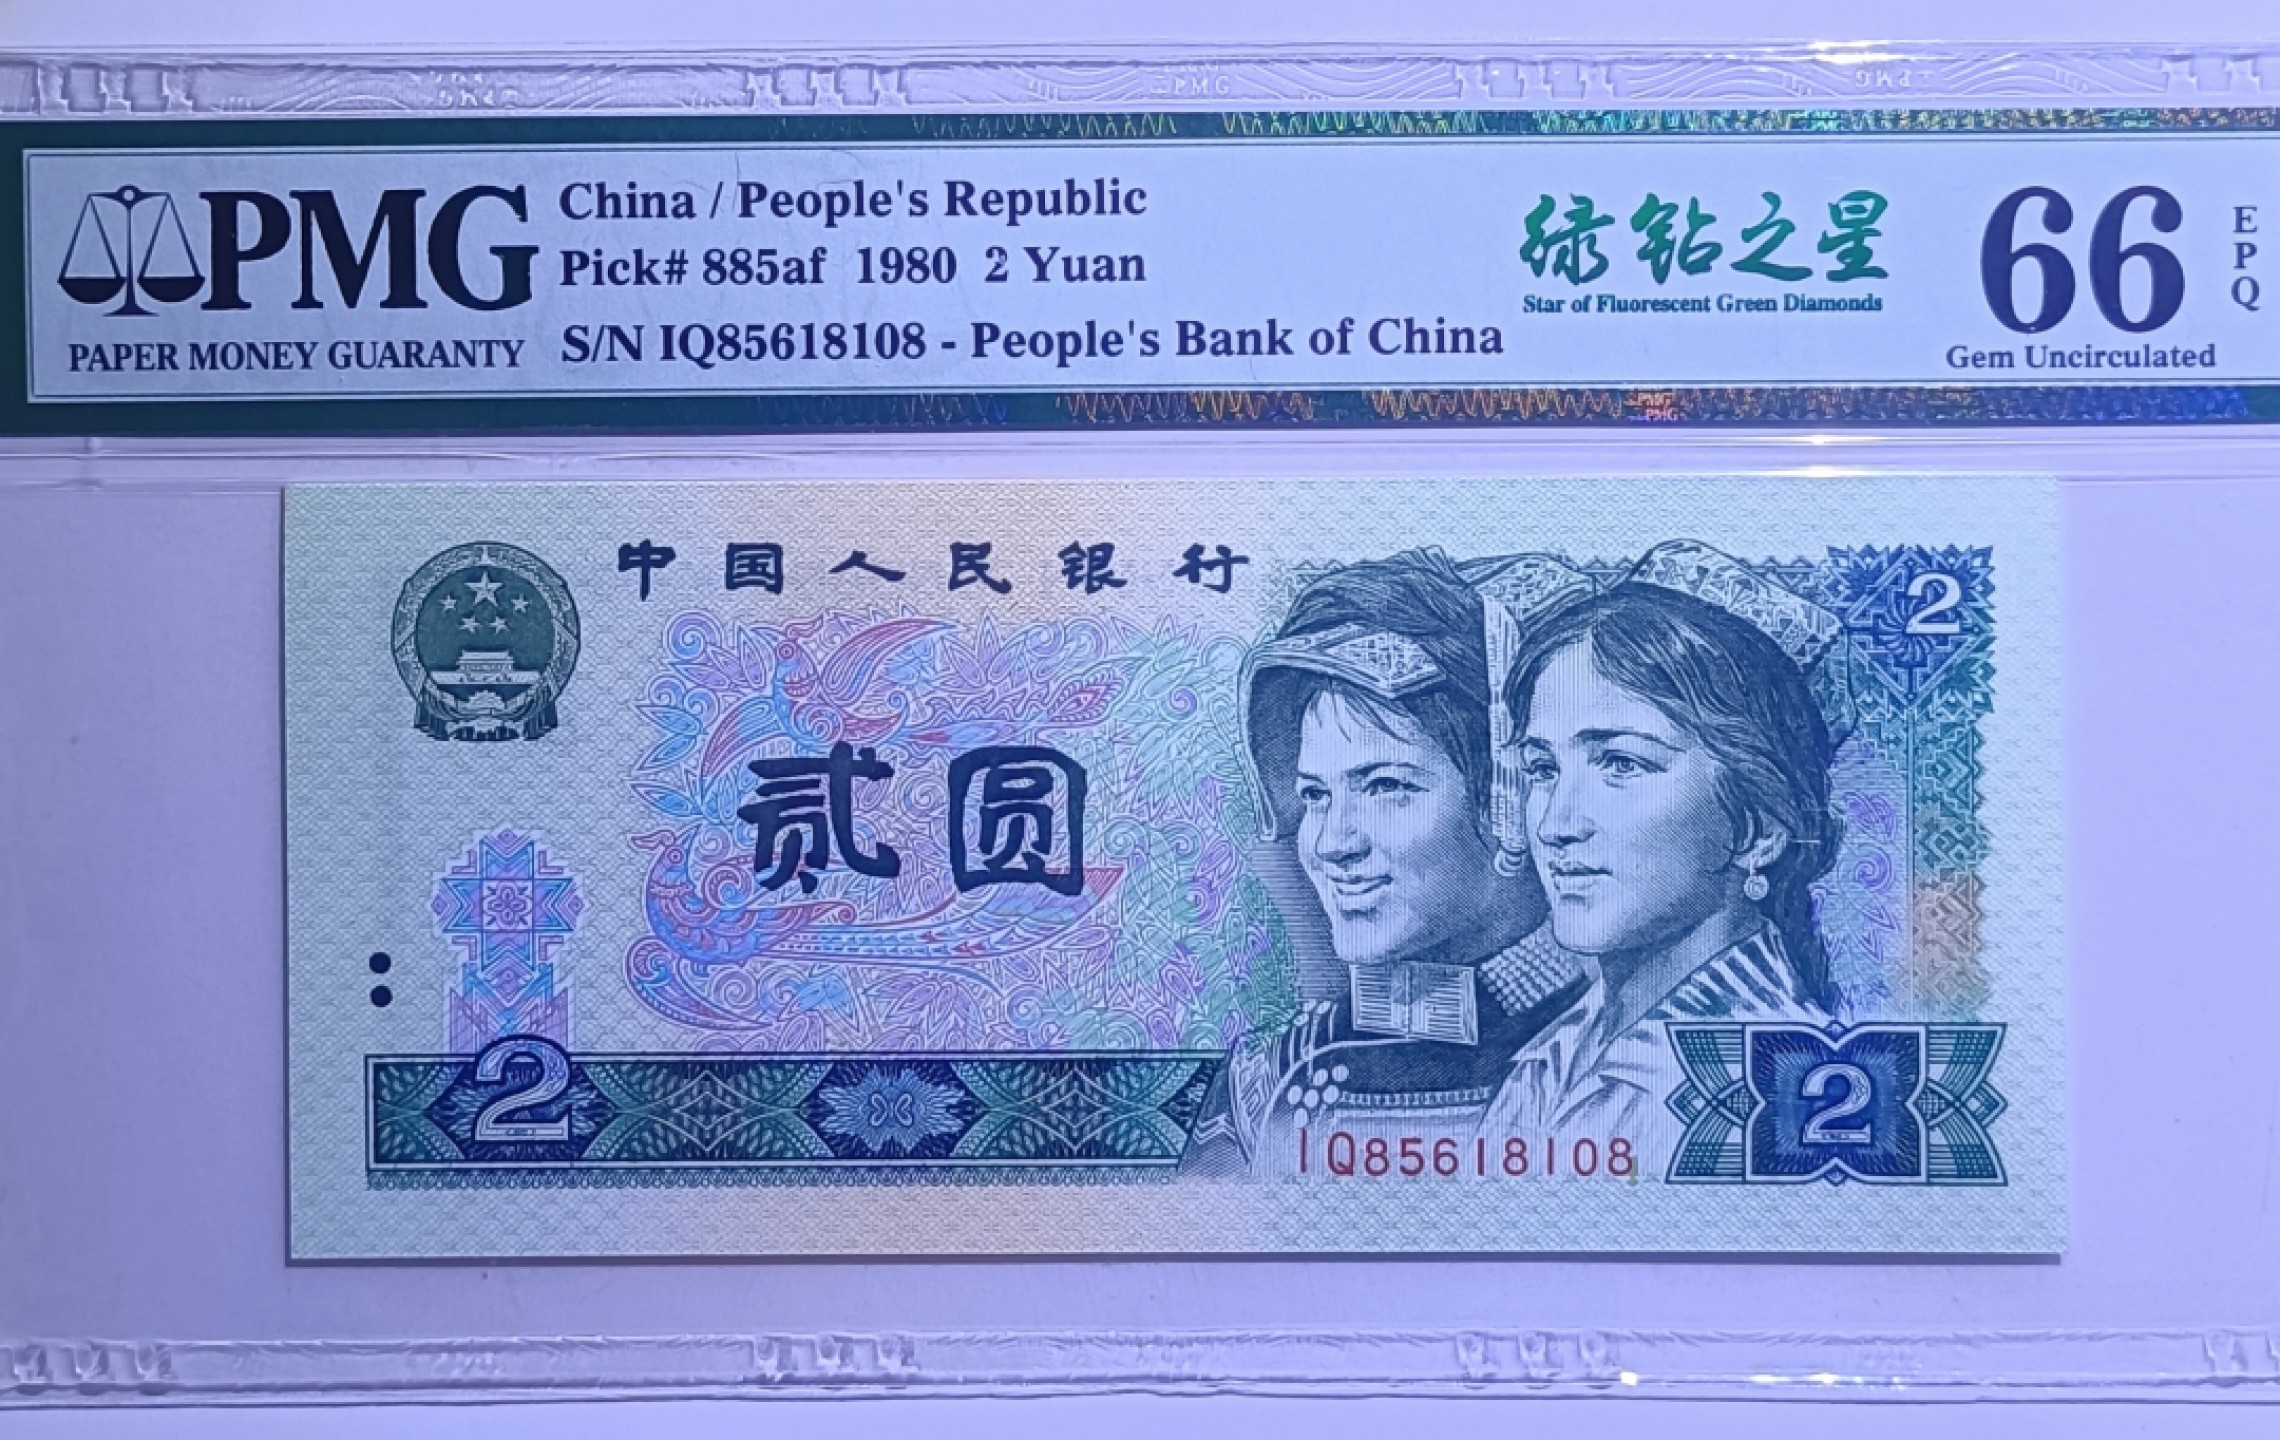 PMG
PAPER MONEY GUARANTY
China / People's Republic
Pick# 885af 1980 2 Yuan
S/N IQ85618108 - People's Bank of China
绿钻之星
Star of Fluorescent Green Diamonds
66
EPQ
Gem Uncirculated
中国人民银行
2
贰圆
2
2
IQ85618108